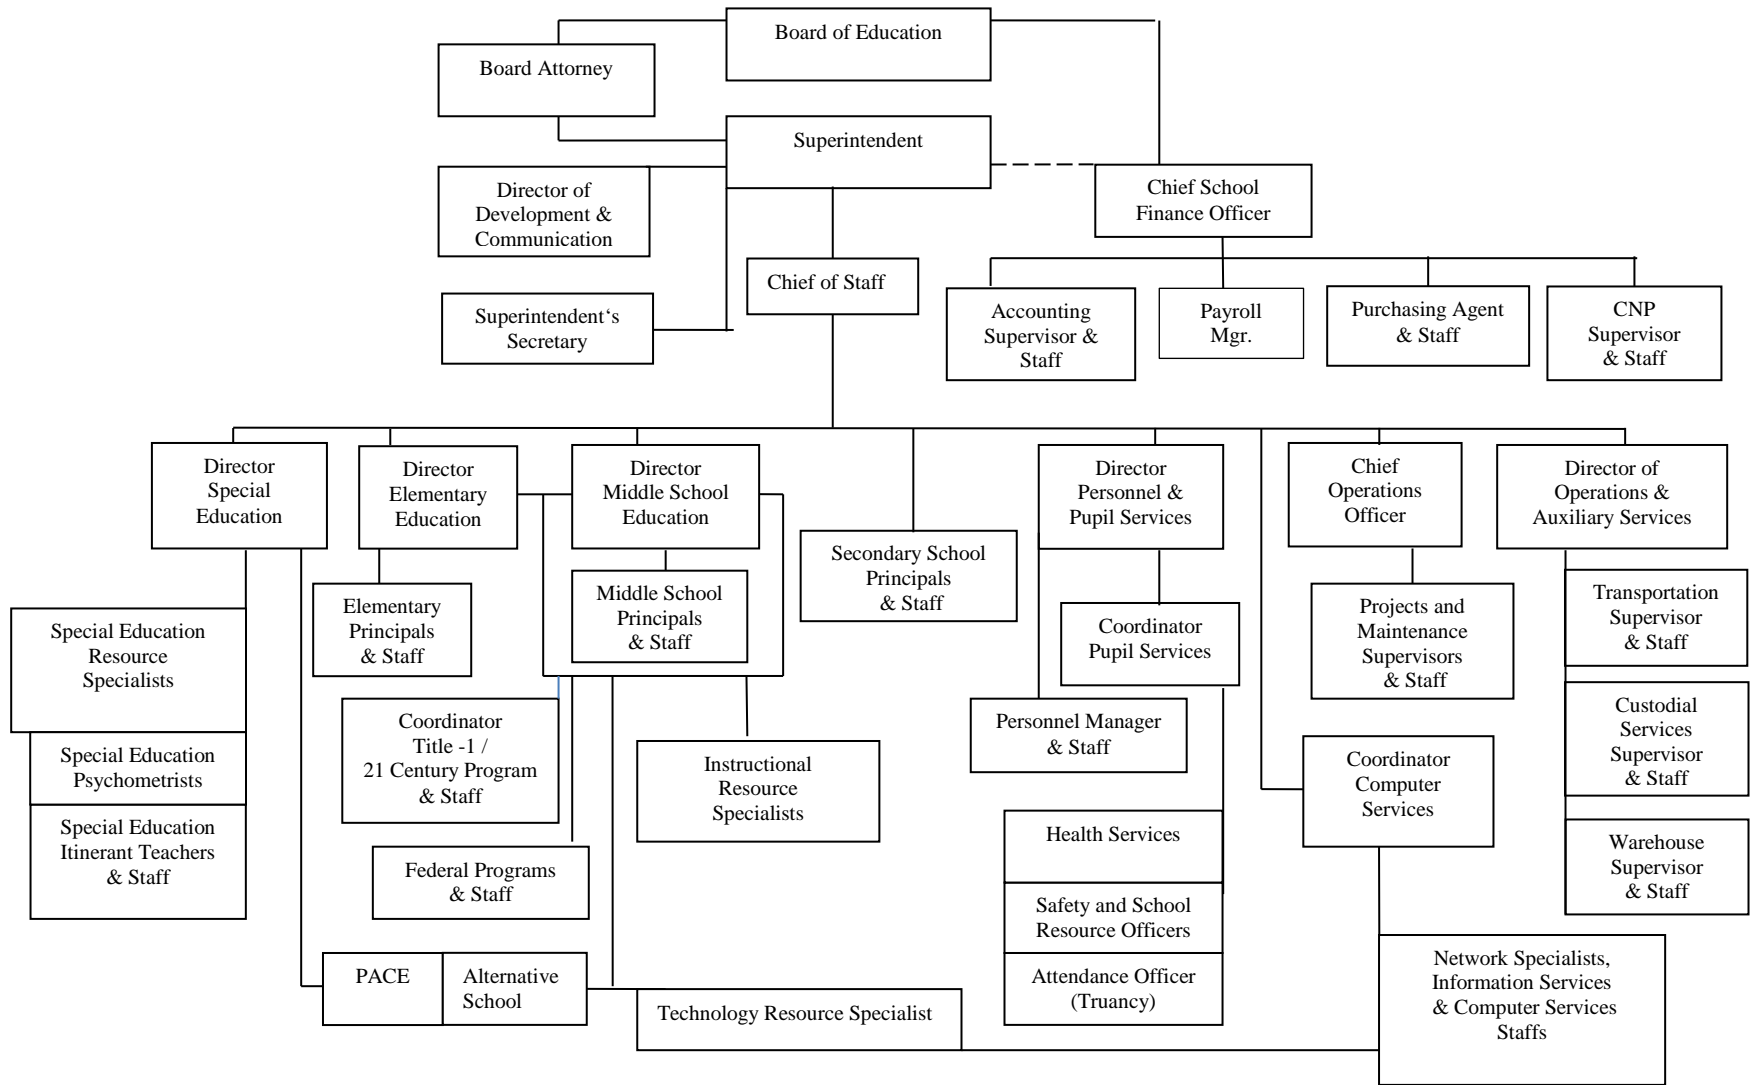 Board of Education
Board Attorney
Superintendent
Director of
Development &
Communication
Chief School
Finance Officer
Chief of Staff
Superintendent‘s
Secretary
Accounting
Supervisor &
Staff
Payroll
Mgr.
Purchasing Agent
& Staff
CNP
Supervisor
& Staff
Director
Special
Education
Director
Elementary
Education
Director
Middle School
Education
Secondary School
Principals
& Staff
Director
Personnel &
Pupil Services
Chief
Operations
Officer
Director of
Operations &
Auxiliary Services
Elementary
Principals
& Staff
Middle School
Principals
& Staff
Special Education
Resource
Specialists
Special Education
Psychometrists
Special Education
Itinerant Teachers
& Staff
Coordinator
Title -1 /
21 Century Program
& Staff
Federal Programs
& Staff
Instructional
Resource
Specialists
Coordinator
Pupil Services
Personnel Manager
& Staff
Projects and
Maintenance
Supervisors
& Staff
Transportation
Supervisor
& Staff
Custodial
Services
Supervisor
& Staff
Warehouse
Supervisor
& Staff
Coordinator
Computer
Services
Health Services
Safety and School
Resource Officers
Attendance Officer
(Truancy)
PACE
Alternative
School
Technology Resource Specialist
Network Specialists,
Information Services
& Computer Services
Staffs